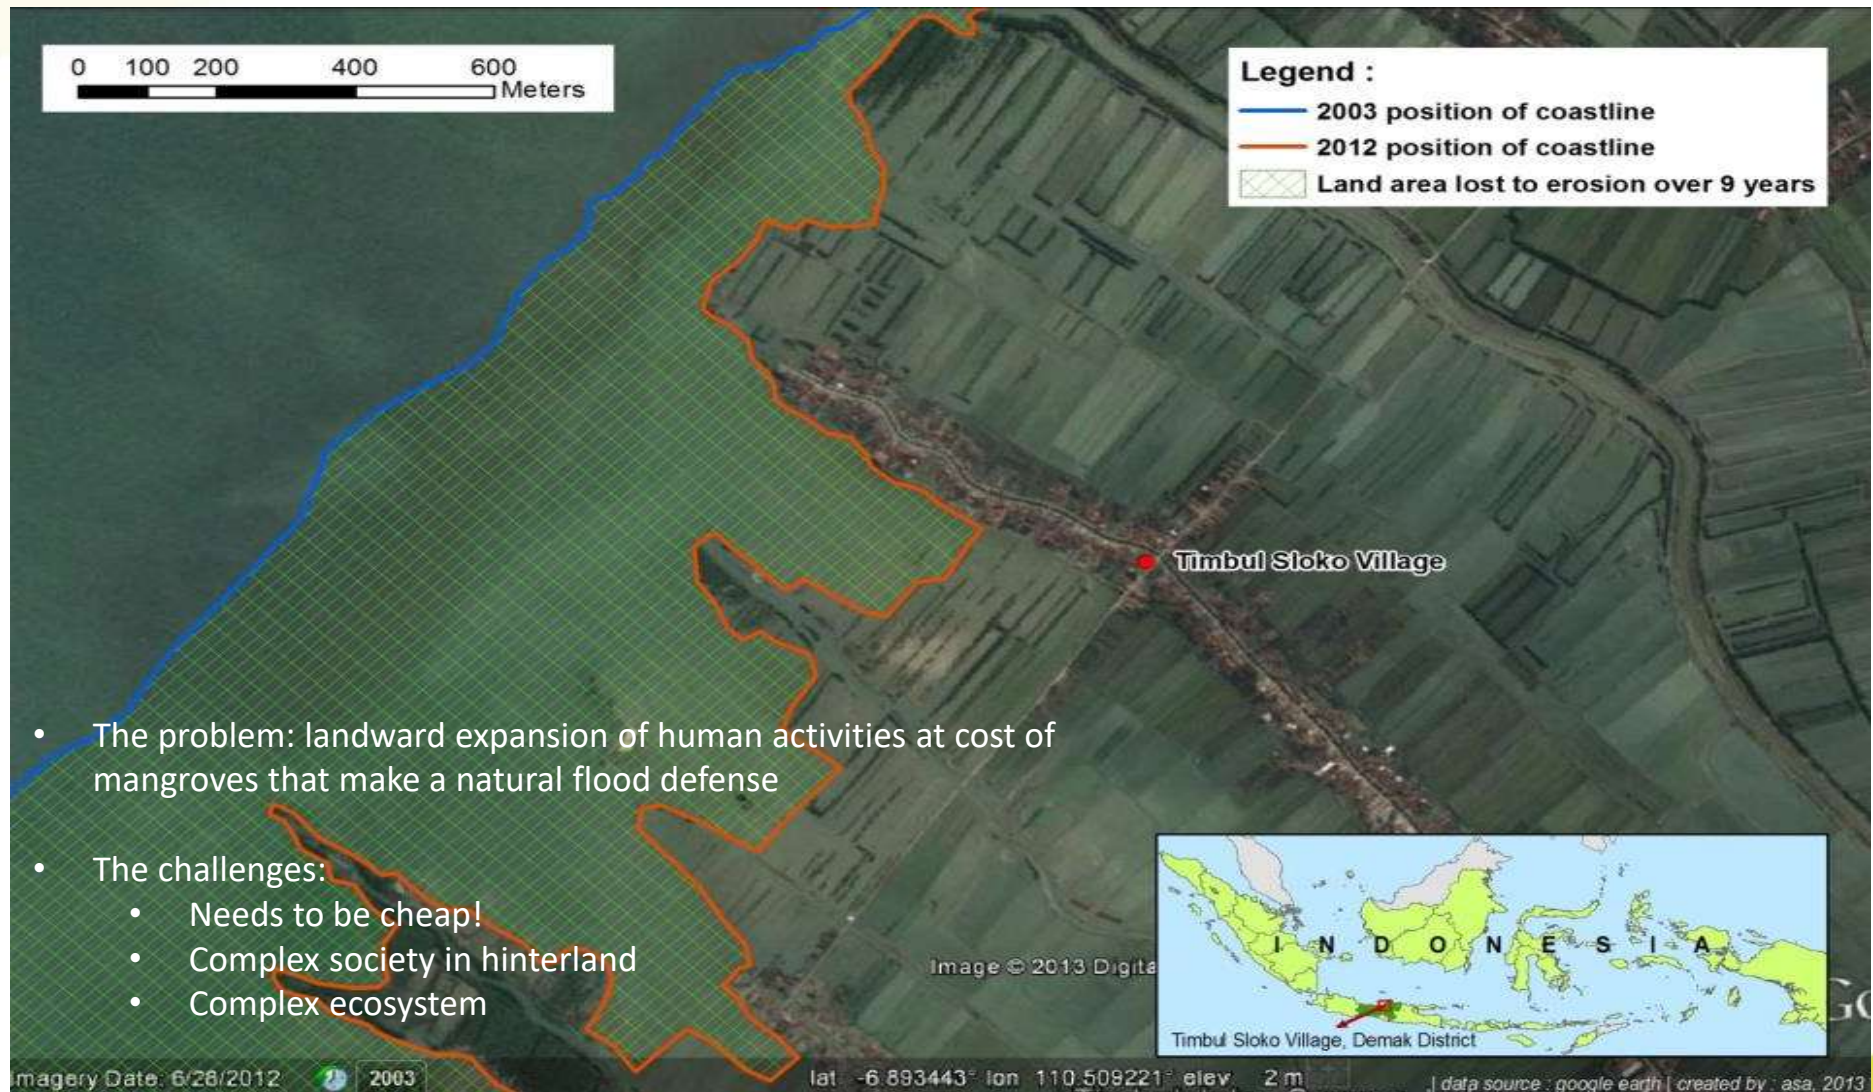 0 100 200 400 600
Meters
Legend :
2003 position of coastline
2012 position of coastline
Land area lost to erosion over 9 years
Timbul Sloko Village
• The problem: landward expansion of human activities at cost of
mangroves that make a natural flood defense
• The challenges:
• Needs to be cheap!
• Complex society in hinterland
• Complex ecosystem
Image © 2013 Digita
I N D O N E S I A
Timbul Sloko Village, Demak District
Go
Imagery Date: 6/26/2012 2003
lat -6.893443° lon 110.509221° elev 2 m
| data source : google earth | created by : asa, 2013